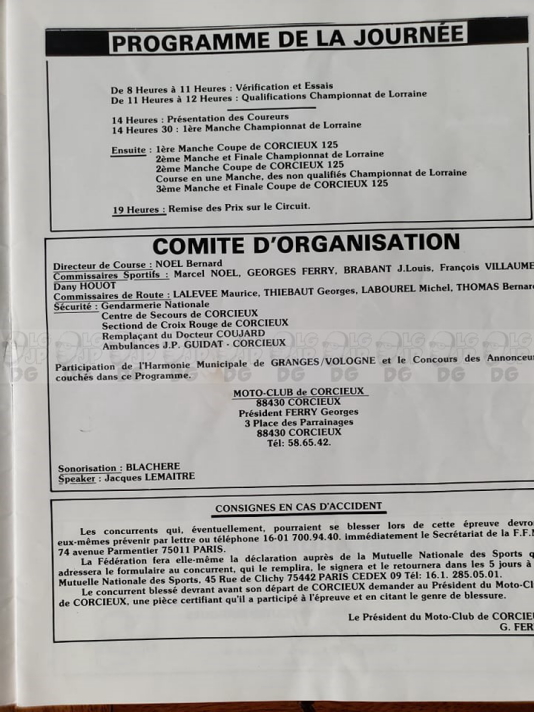 PROGRAMME DE LA JOURNÉE
De 8 Heures à 11 Heures : Vérification et Essais
De 11 Heures à 12 Heures : Qualifications Championnat de Lorraine
14 Heures : Présentation des Coureurs
14 Heures 30 : 1ère Manche Championnat de Lorraine
Ensuite : 1ère Manche Coupe de CORCIEUX 125
2ème Manche et Finale Championnat de Lorraine
2ème Manche Coupe de CORCIEUX 125
Course en une Manche, des non qualifiés Championnat de Lorraine
3ème Manche et Finale Coupe de CORCIEUX 125
19 Heures : Remise des Prix sur le Circuit.
COMITE D'ORGANISATION
Directeur de Course : NOEL Bernard
Commissaires Sportifs : Marcel NOEL, GEORGES FERRY, BRABANT J.Louis, François VILLAUME
Dany HOUOT
Commissaires de Route : LALEVEE Maurice, THIEBAUT Georges, LABOUREL Michel, THOMAS Bernard
Sécurité : Gendarmerie Nationale
Centre de Secours de CORCIEUX
Sectiond de Croix Rouge de CORCIEUX
Remplaçant du Docteur COUJARD
Ambulances J.P. GUIDAT - CORCIEUX
Participation de l'Harmonie Municipale de GRANGES/VOLOGNE et le Concours des Annonceu
couchés dans ce Programme.
MOTO-CLUB de CORCIEUX
88430 CORCIEUX
Président FERRY Georges
3 Place des Parrainages
88430 CORCIEUX
Tél: 58.65.42.
Sonorisation : BLACHERE
Speaker : Jacques LEMAITRE
CONSIGNES EN CAS D'ACCIDENT
Les concurrents qui, éventuellement, pourraient se blesser lors de cette épreuve devro
eux-mêmes prévenir par lettre ou téléphone 16-01 700.94.40. immédiatement le Secrétariat de la F.F.M
74 avenue Parmentier 75011 PARIS.
La Fédération fera elle-même la déclaration auprès de la Mutuelle Nationale des Sports q
adressera le formulaire au concurrent, qui le remplira, le signera et le retournera dans les 5 jours à
Mutuelle Nationale des Sports, 45 Rue de Clichy 75442 PARIS CEDEX 09 Tél: 16.1. 285.05.01.
Le concurrent blessé devrant avant son départ de CORCIEUX demander au Président du Moto-Cl
de CORCIEUX, une pièce certifiant qu'il a participé à l'épreuve et en citant le genre de blessure.
Le Président du Moto-Club de CORCIE
G. FER